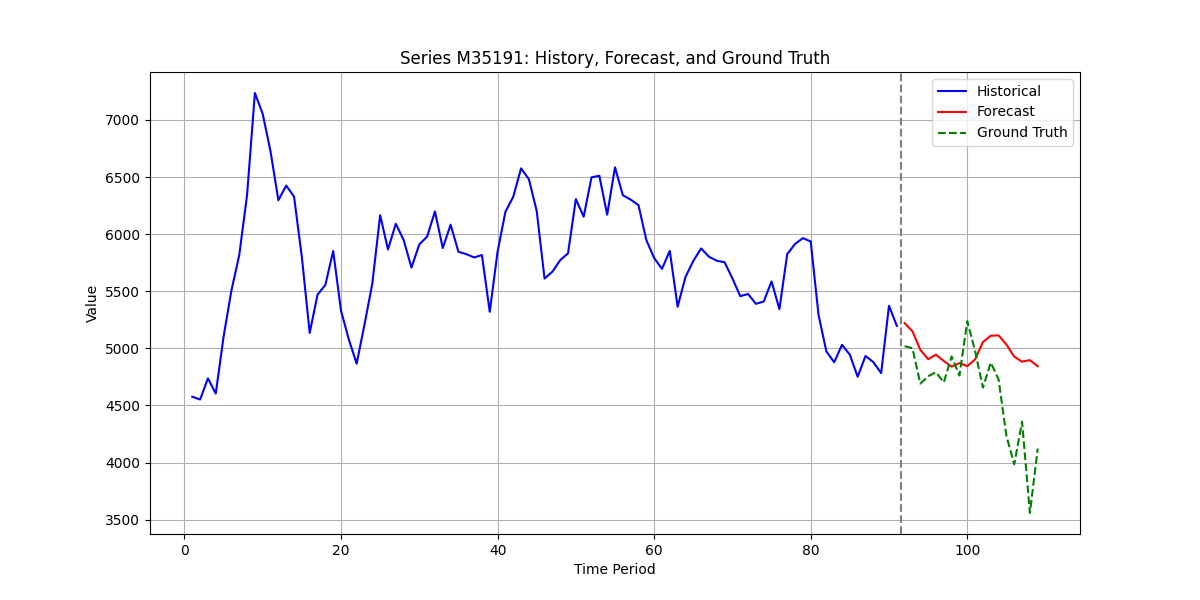 Series M35191: History, Forecast, and Ground Truth
Historical
Forecast
Ground Truth
Value
7000
6500
6000
5500
5000
4500
4000
3500
0 20 40 60 80 100
Time Period